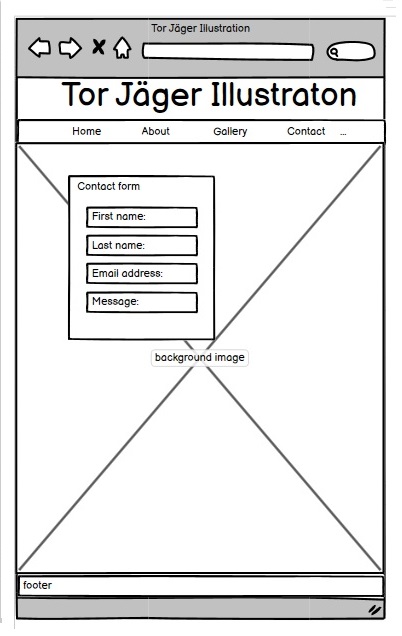 Tor Jäger Illustration
Tor Jäger Illustraton
Home About Gallery Contact ...
Contact form
First name:
Last name:
Email address:
Message:
background image
footer